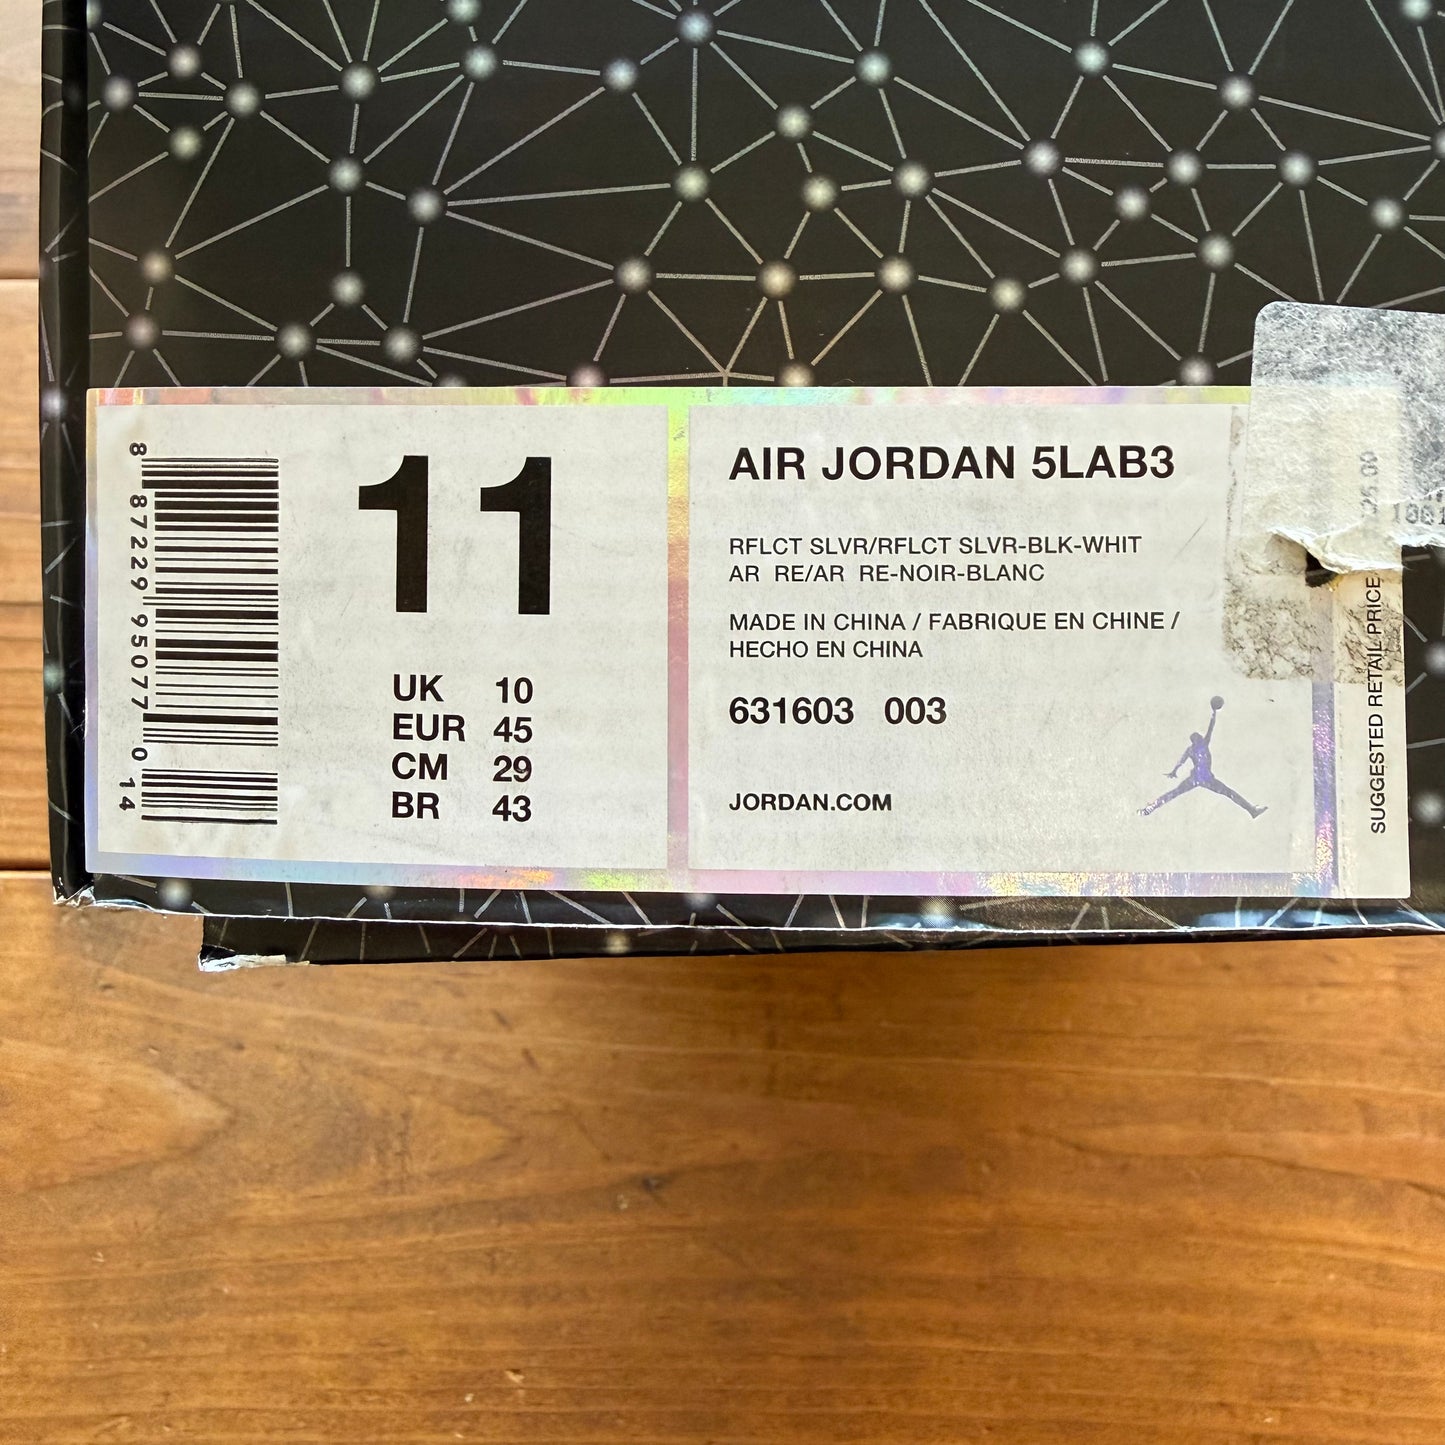 8 87229 95077 0 14
11
UK 10
EUR 45
CM 29
BR 43
AIR JORDAN 5LAB3
RFLCT SLVR/RFLCT SLVR-BLK-WHIT
AR RE/AR RE-NOIR-BLANC
MADE IN CHINA / FABRIQUE EN CHINE /
HECHO EN CHINA
631603 003
JORDAN.COM
SUGGESTED RETAIL PRICE